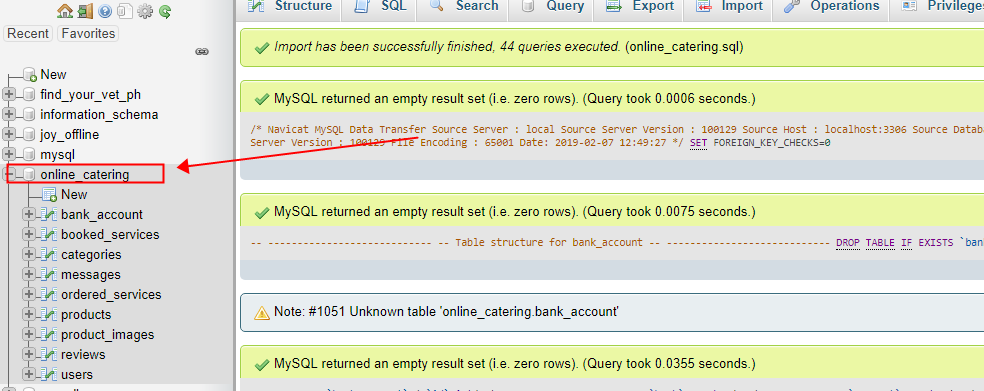 Recent Favorites
New
find_your_vet_ph
information_schema
joy_offline
mysql
online_catering
New
bank_account
booked_services
categories
messages
ordered_services
products
product_images
reviews
users
Structure SQL Search Query Export Import Operations Privileges
Import has been successfully finished, 44 queries executed. (online_catering.sql)
MySQL returned an empty result set (i.e. zero rows). (Query took 0.0006 seconds.)
/* Navicat MySQL Data Transfer Source Server : local Source Server Version : 100129 Source Host : localhost:3306 Source Datab
Server Version : 100129 File Encoding : 65001 Date: 2019-02-07 12:49:27 */ SET FOREIGN_KEY_CHECKS=0
MySQL returned an empty result set (i.e. zero rows). (Query took 0.0075 seconds.)
-- ---------------------------- -- Table structure for bank_account -- ---------------------------- DROP TABLE IF EXISTS `ban
Note: #1051 Unknown table 'online_catering.bank_account'
MySQL returned an empty result set (i.e. zero rows). (Query took 0.0355 seconds.)